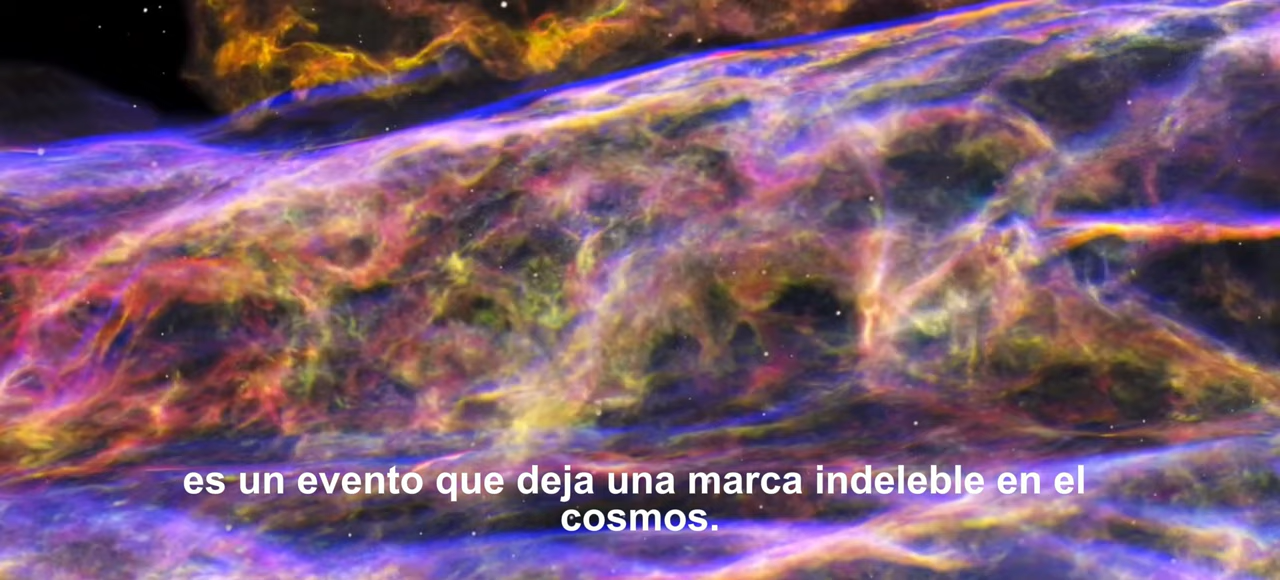 es un evento que deja una marca indeleble en el
cosmos.